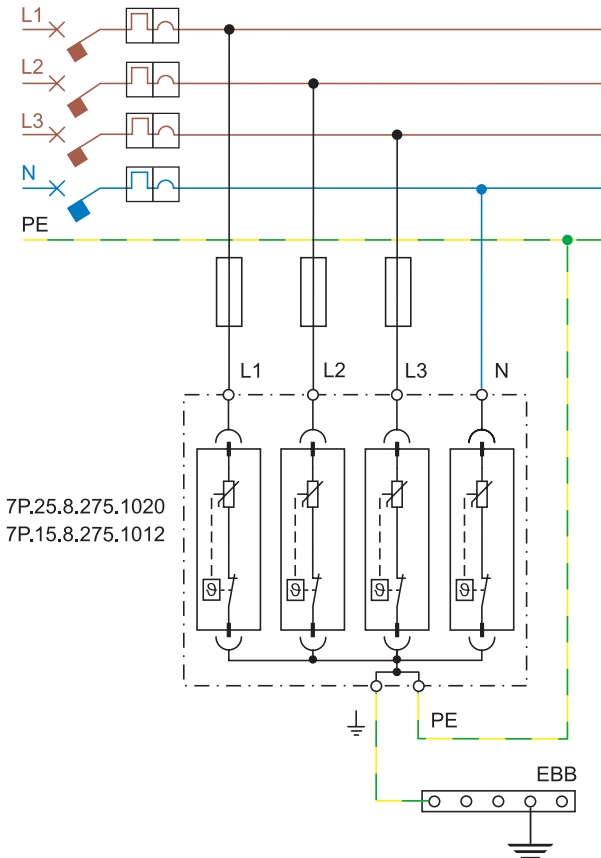 L1
L2
L3
N
PE
L1 L2 L3 N
7P.25.8.275.1020
7P.15.8.275.1012
ϑ ϑ ϑ ϑ
PE
EBB